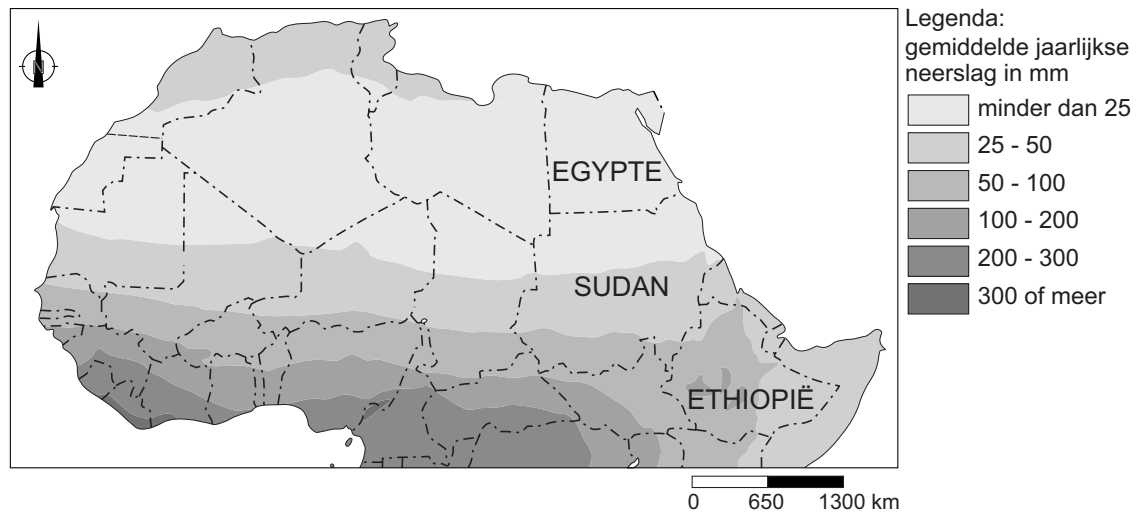 N
EGYPTE
SUDAN
ETHIOPIË
Legenda:
gemiddelde jaarlijkse
neerslag in mm
minder dan 25
25 - 50
50 - 100
100 - 200
200 - 300
300 of meer
0 650 1300 km